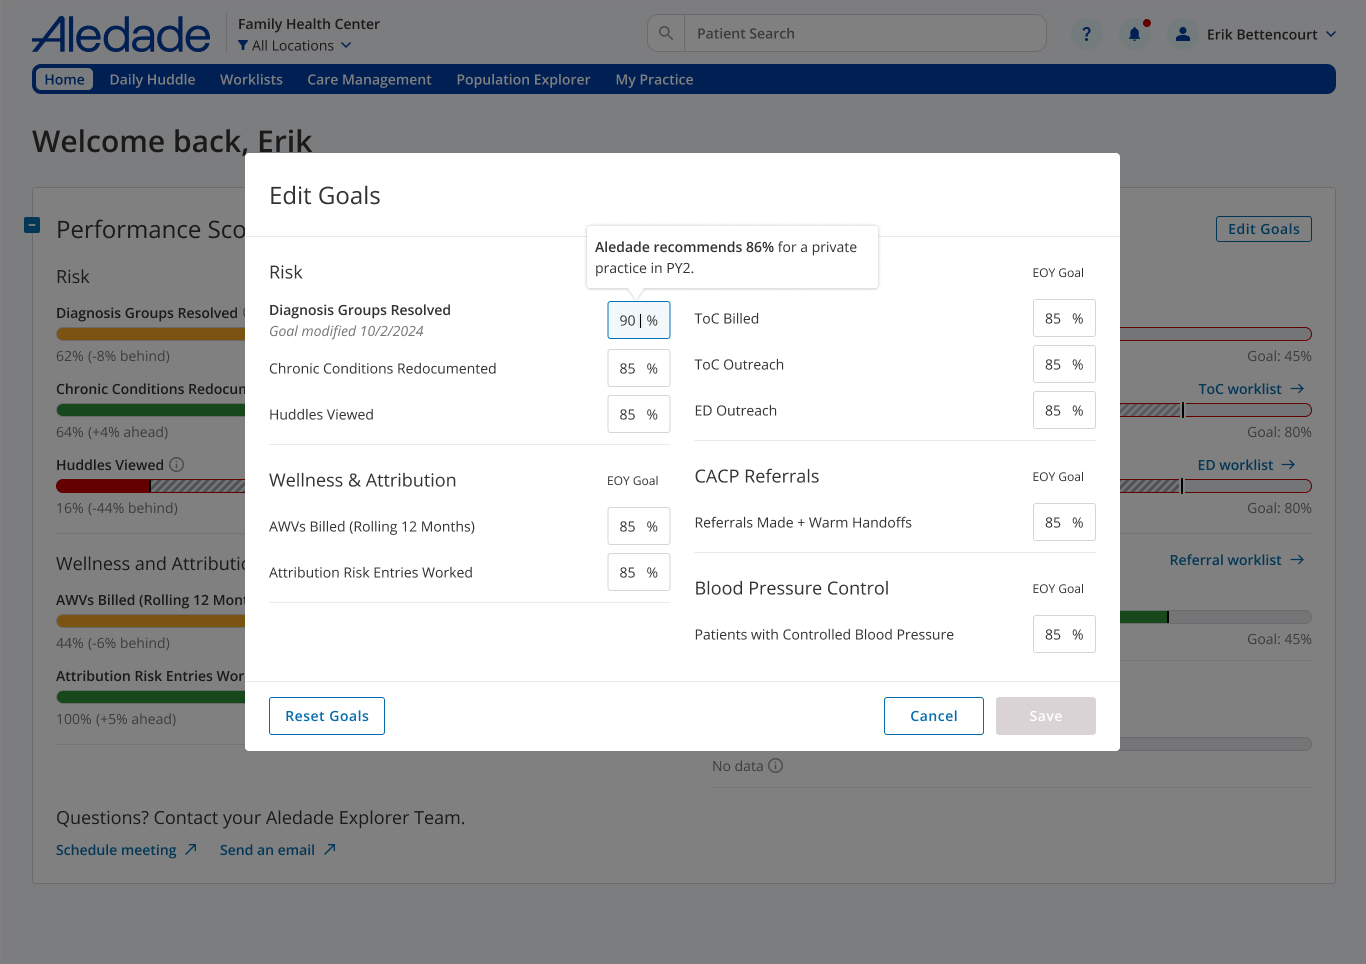 Aledade
Family Health Center
All Locations
Patient Search
?
Erik Bettencourt
Home
Daily Huddle
Worklists
Care Management
Population Explorer
My Practice
Welcome back, Erik
Performance Sco
Edit Goals
Risk
Diagnosis Groups Resolved
62% (-8% behind)
Goal: 45%
Chronic Conditions Redocum
ToC worklist
64% (+4% ahead)
Goal: 80%
Huddles Viewed
ED worklist
16% (-44% behind)
Goal: 80%
Wellness and Attributio
Referral worklist
AWVs Billed (Rolling 12 Mon
44% (-6% behind)
Goal: 45%
Attribution Risk Entries Wor
100% (+5% ahead)
No data
Questions? Contact your Aledade Explorer Team.
Schedule meeting
Send an email
Edit Goals
Aledade recommends 86% for a private
practice in PY2.
Risk
Diagnosis Groups Resolved
Goal modified 10/2/2024
90 %
Chronic Conditions Redocumented
85 %
Huddles Viewed
85 %
Wellness & Attribution
EOY Goal
AWVs Billed (Rolling 12 Months)
85 %
Attribution Risk Entries Worked
85 %
EOY Goal
ToC Billed
85 %
ToC Outreach
85 %
ED Outreach
85 %
CACP Referrals
EOY Goal
Referrals Made + Warm Handoffs
85 %
Blood Pressure Control
EOY Goal
Patients with Controlled Blood Pressure
85 %
Reset Goals
Cancel
Save